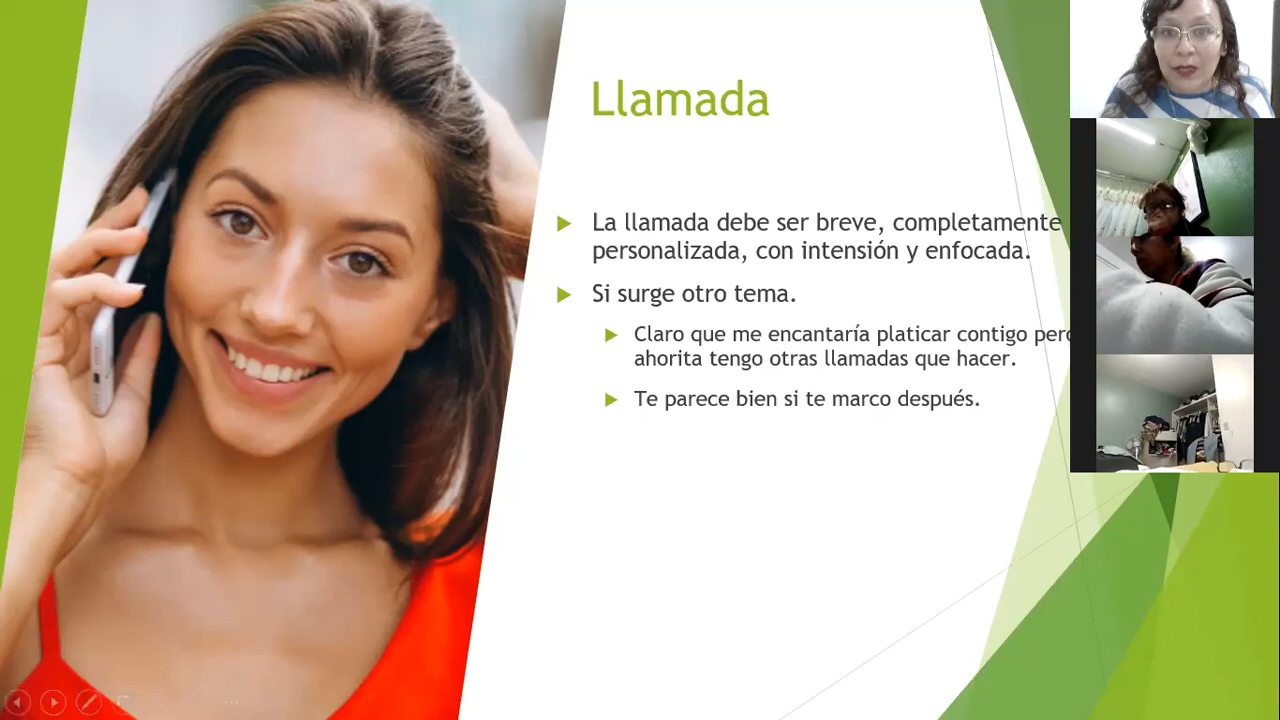 Llamada
La llamada debe ser breve, completamente
personalizada, con intensión y enfocada.
Si surge otro tema.
Claro que me encantaría platicar contigo pero
ahorita tengo otras llamadas que hacer.
Te parece bien si te marco después.